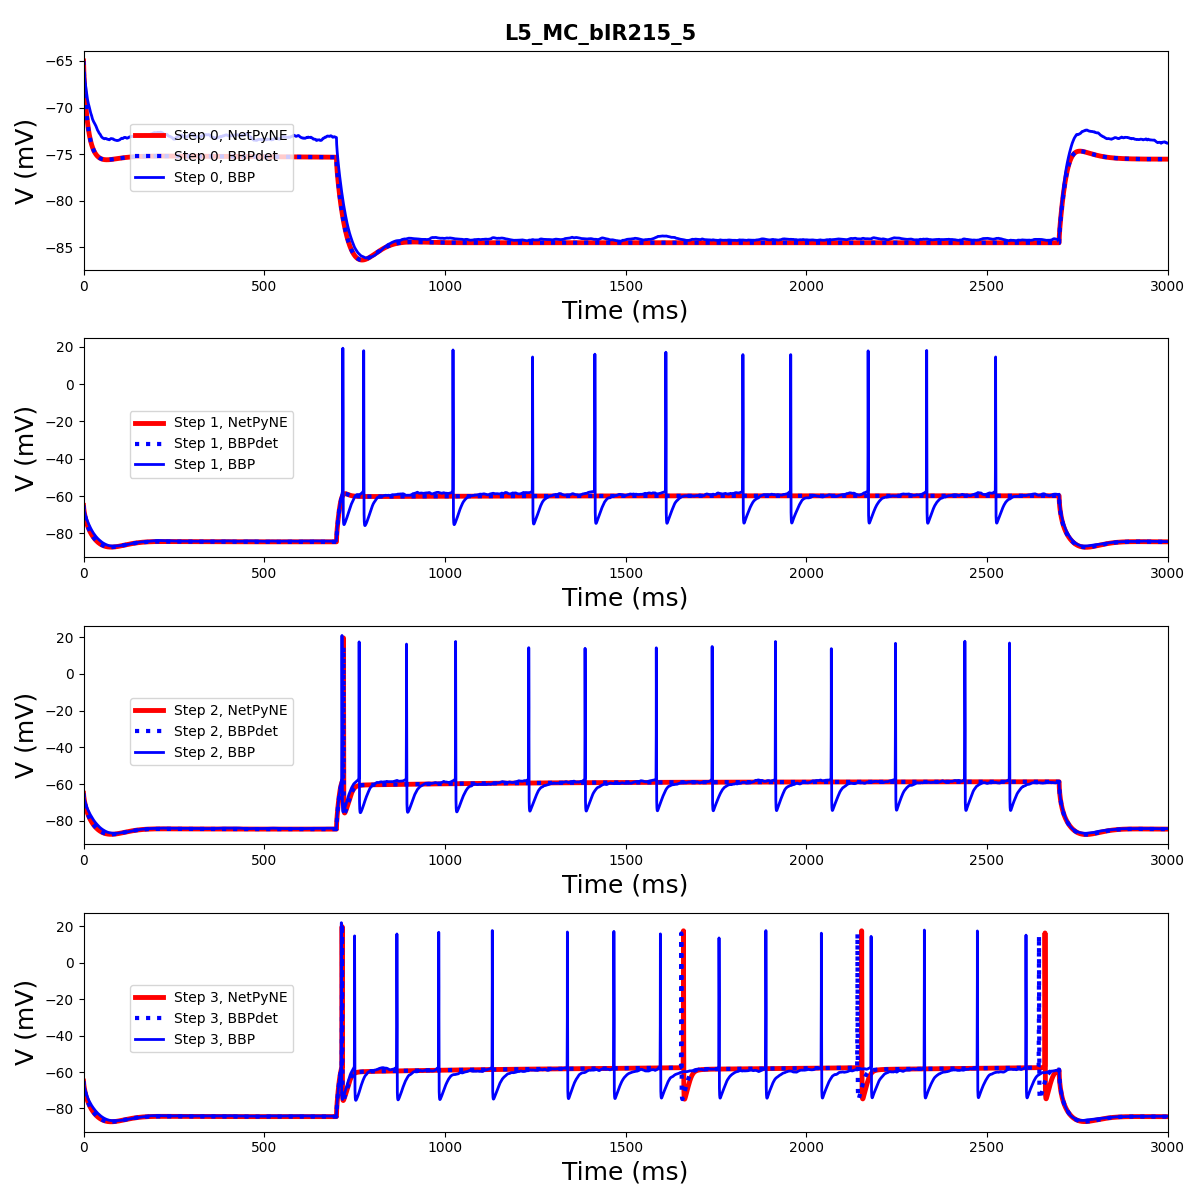 L5_MC_bIR215_5
−65
−70
−75
−80
−85
V (mV)
Step 0, NetPyNE
Step 0, BBPdet
Step 0, BBP
0 500 1000 1500 2000 2500 3000
Time (ms)
20
0
−20
−40
−60
−80
V (mV)
Step 1, NetPyNE
Step 1, BBPdet
Step 1, BBP
0 500 1000 1500 2000 2500 3000
Time (ms)
20
0
−20
−40
−60
−80
V (mV)
Step 2, NetPyNE
Step 2, BBPdet
Step 2, BBP
0 500 1000 1500 2000 2500 3000
Time (ms)
20
0
−20
−40
−60
−80
V (mV)
Step 3, NetPyNE
Step 3, BBPdet
Step 3, BBP
0 500 1000 1500 2000 2500 3000
Time (ms)